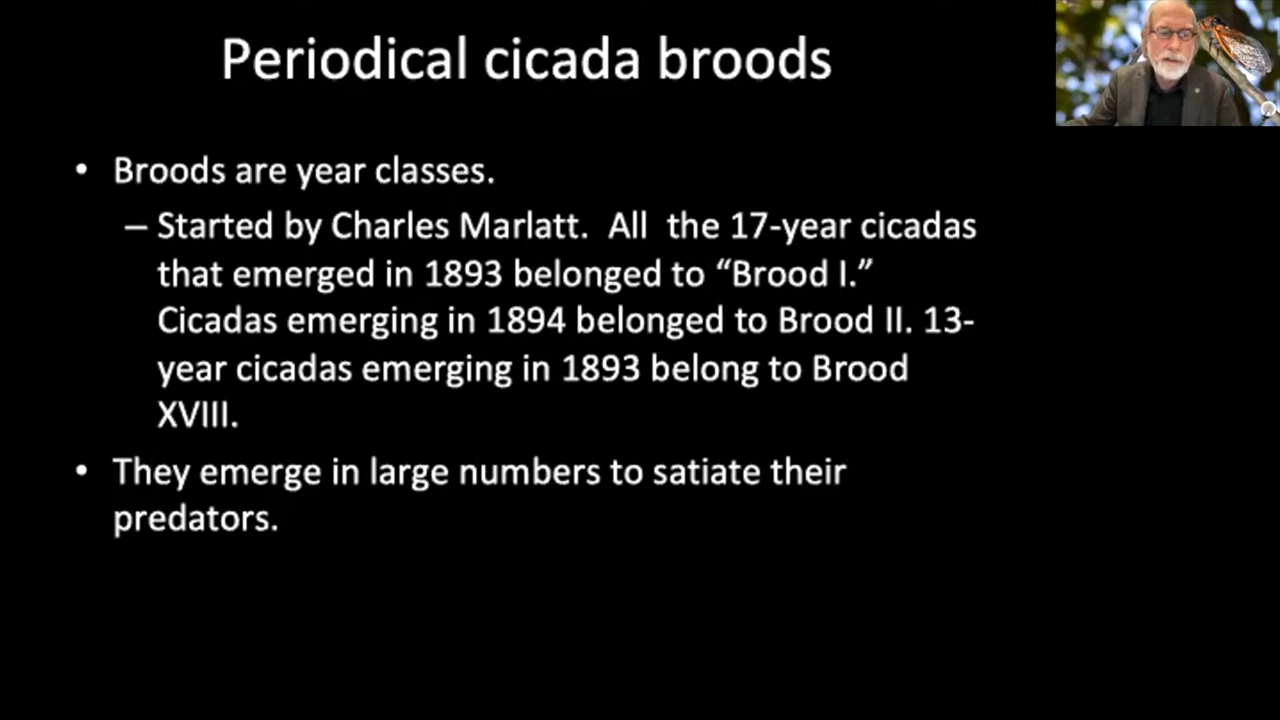 Periodical cicada broods
• Broods are year classes.
– Started by Charles Marlatt.  All  the 17-year cicadas
that emerged in 1893 belonged to “Brood I.”
Cicadas emerging in 1894 belonged to Brood II. 13-
year cicadas emerging in 1893 belong to Brood
XVIII.
• They emerge in large numbers to satiate their
predators.